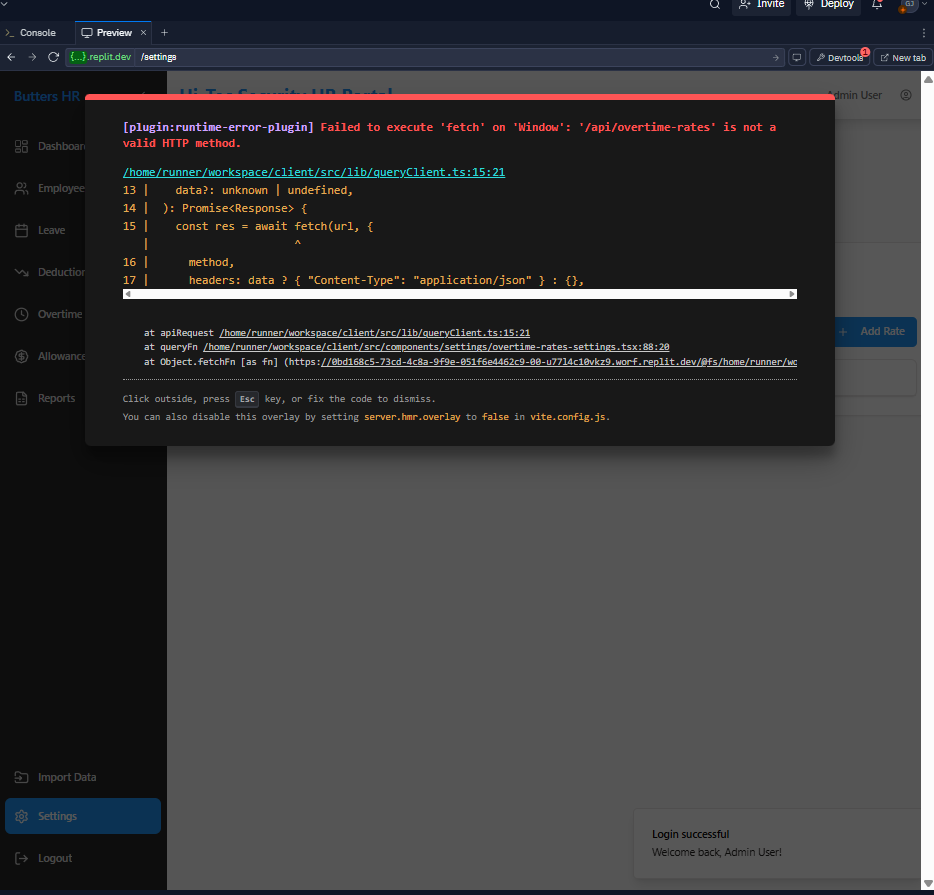 Invite
Deploy
GJ
Console
Preview
{...}.replit.dev
/settings
Devtools
1
New tab
Butters HR
Hi-Tec Security HR Portal
Admin User
[plugin:runtime-error-plugin] Failed to execute 'fetch' on 'Window': '/api/overtime-rates' is not a
valid HTTP method.
/home/runner/workspace/client/src/lib/queryClient.ts:15:21
13 |    data?: unknown | undefined,
14 |  ): Promise<Response> {
15 |    const res = await fetch(url, {
   |                      ^
16 |      method,
17 |      headers: data ? { "Content-Type": "application/json" } : {},
at apiRequest /home/runner/workspace/client/src/lib/queryClient.ts:15:21
at queryFn /home/runner/workspace/client/src/components/settings/overtime-rates-settings.tsx:88:20
at Object.fetchFn [as fn] (https://0bd168c5-73cd-4c8a-9f9e-051f6e4462c9-00-u77l4c10vkz9.worf.replit.dev/@fs/home/runner/wo
Click outside, press Esc key, or fix the code to dismiss.
You can also disable this overlay by setting server.hmr.overlay to false in vite.config.js.
Dashboar
Employee
Leave
Deduction
Overtime
Allowance
Reports
Add Rate
Import Data
Settings
Logout
Login successful
Welcome back, Admin User!